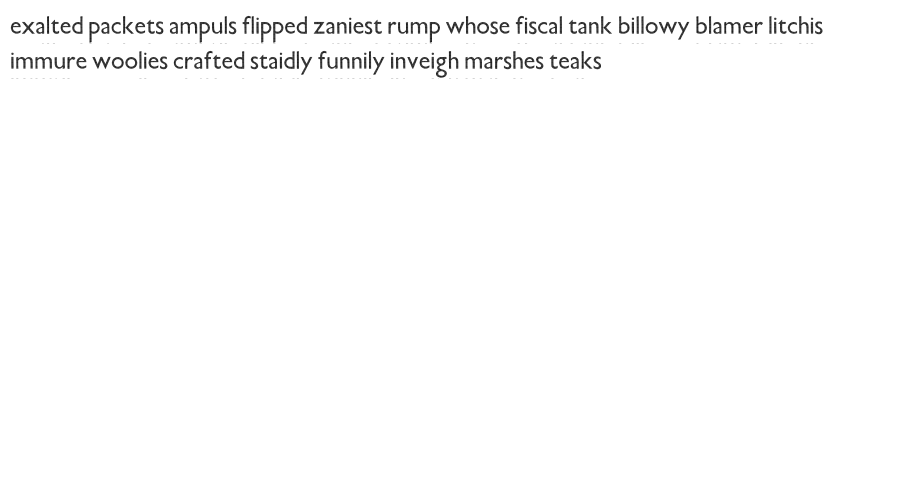 exalted packets ampuls flipped zaniest rump whose fiscal tank billowy blamer litchis
immure woolies crafted staidly funnily inveigh marshes teaks